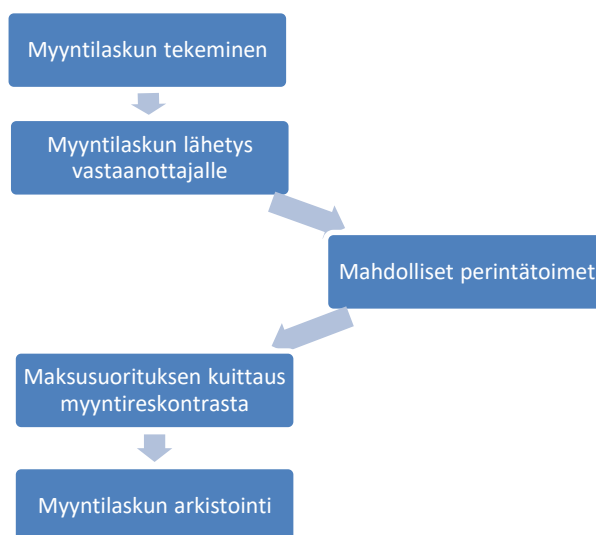 Myyntilaskun tekeminen
Myyntilaskun lähetys
vastaanottajalle
Mahdolliset perintätoimet
Maksusuorituksen kuittaus
myyntireskontrasta
Myyntilaskun arkistointi